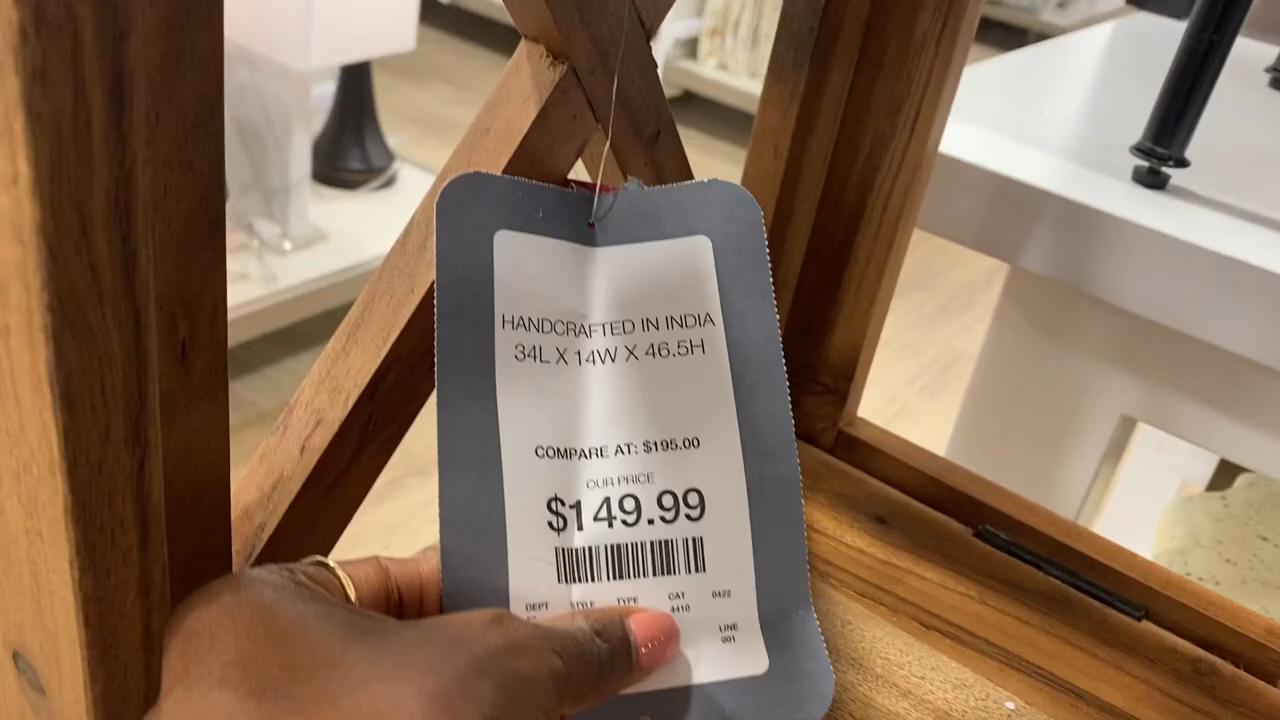 HANDCRAFTED IN INDIA
34L X 14W X 46.5H
COMPARE AT: $195.00
OUR PRICE
$149.99
DEPT STYLE TYPE CAT 0422
4410
LINE
001